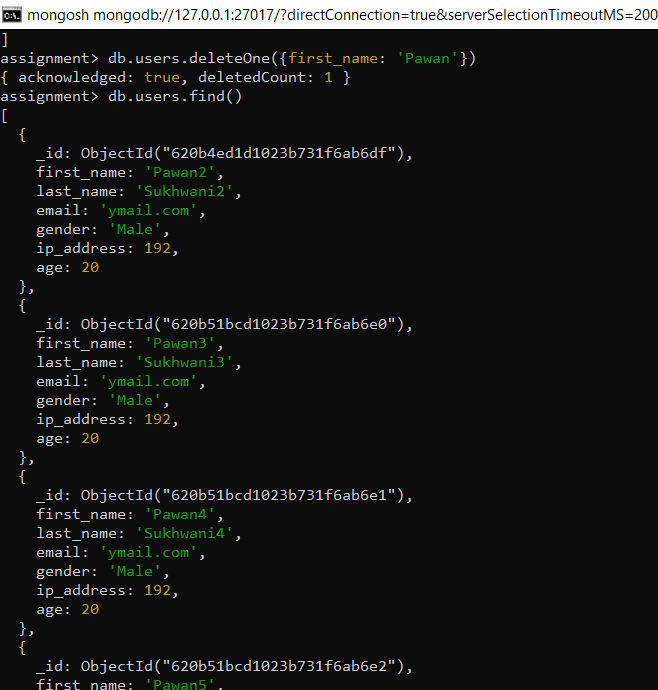 mongosh mongodb://127.0.0.1:27017/?directConnection=true&serverSelectionTimeoutMS=200
]
assignment> db.users.deleteOne({first_name: 'Pawan'})
{ acknowledged: true, deletedCount: 1 }
assignment> db.users.find()
[
  {
    _id: ObjectId("620b4ed1d1023b731f6ab6df"),
    first_name: 'Pawan2',
    last_name: 'Sukhwani2',
    email: 'ymail.com',
    gender: 'Male',
    ip_address: 192,
    age: 20
  },
  {
    _id: ObjectId("620b51bcd1023b731f6ab6e0"),
    first_name: 'Pawan3',
    last_name: 'Sukhwani3',
    email: 'ymail.com',
    gender: 'Male',
    ip_address: 192,
    age: 20
  },
  {
    _id: ObjectId("620b51bcd1023b731f6ab6e1"),
    first_name: 'Pawan4',
    last_name: 'Sukhwani4',
    email: 'ymail.com',
    gender: 'Male',
    ip_address: 192,
    age: 20
  },
  {
    _id: ObjectId("620b51bcd1023b731f6ab6e2"),
    first_name: 'Pawan5',